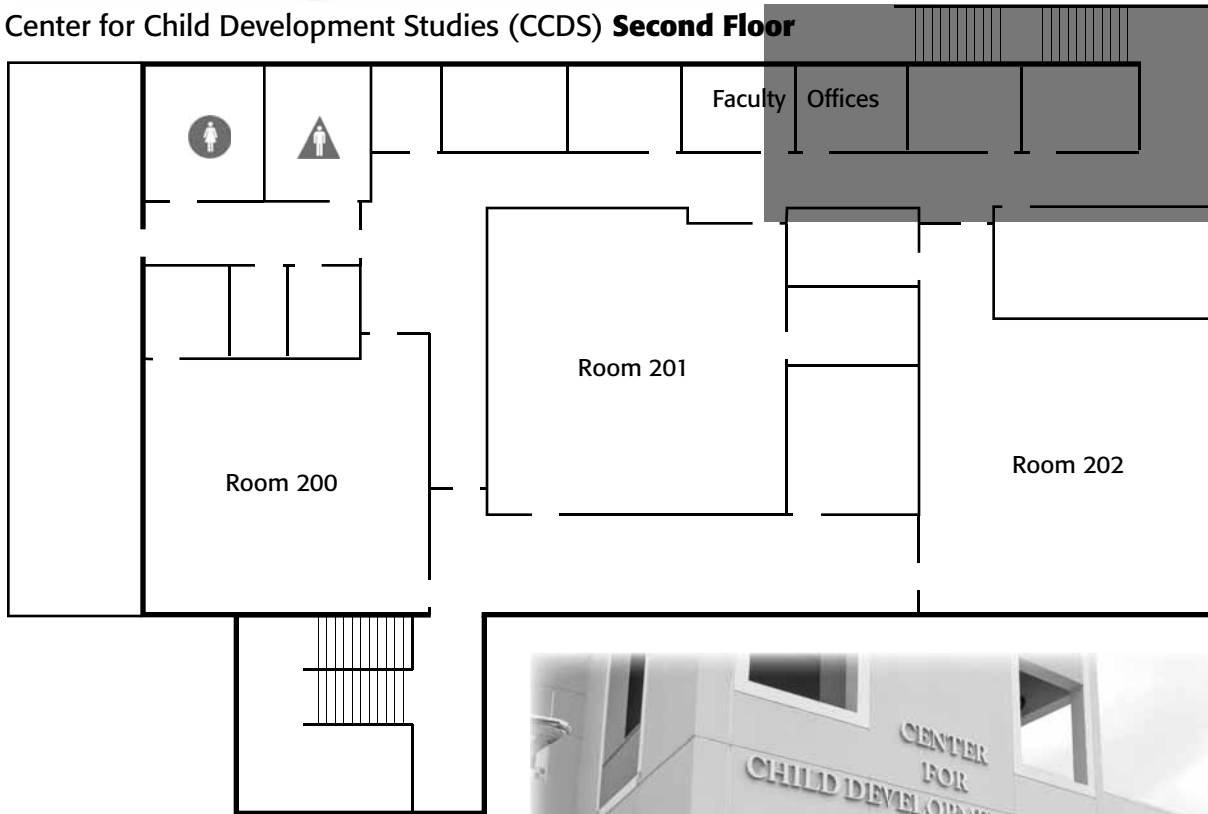 Center for Child Development Studies (CCDS) Second Floor
Faculty Offices
Room 201
Room 202
Room 200
CENTER
FOR
CHILD